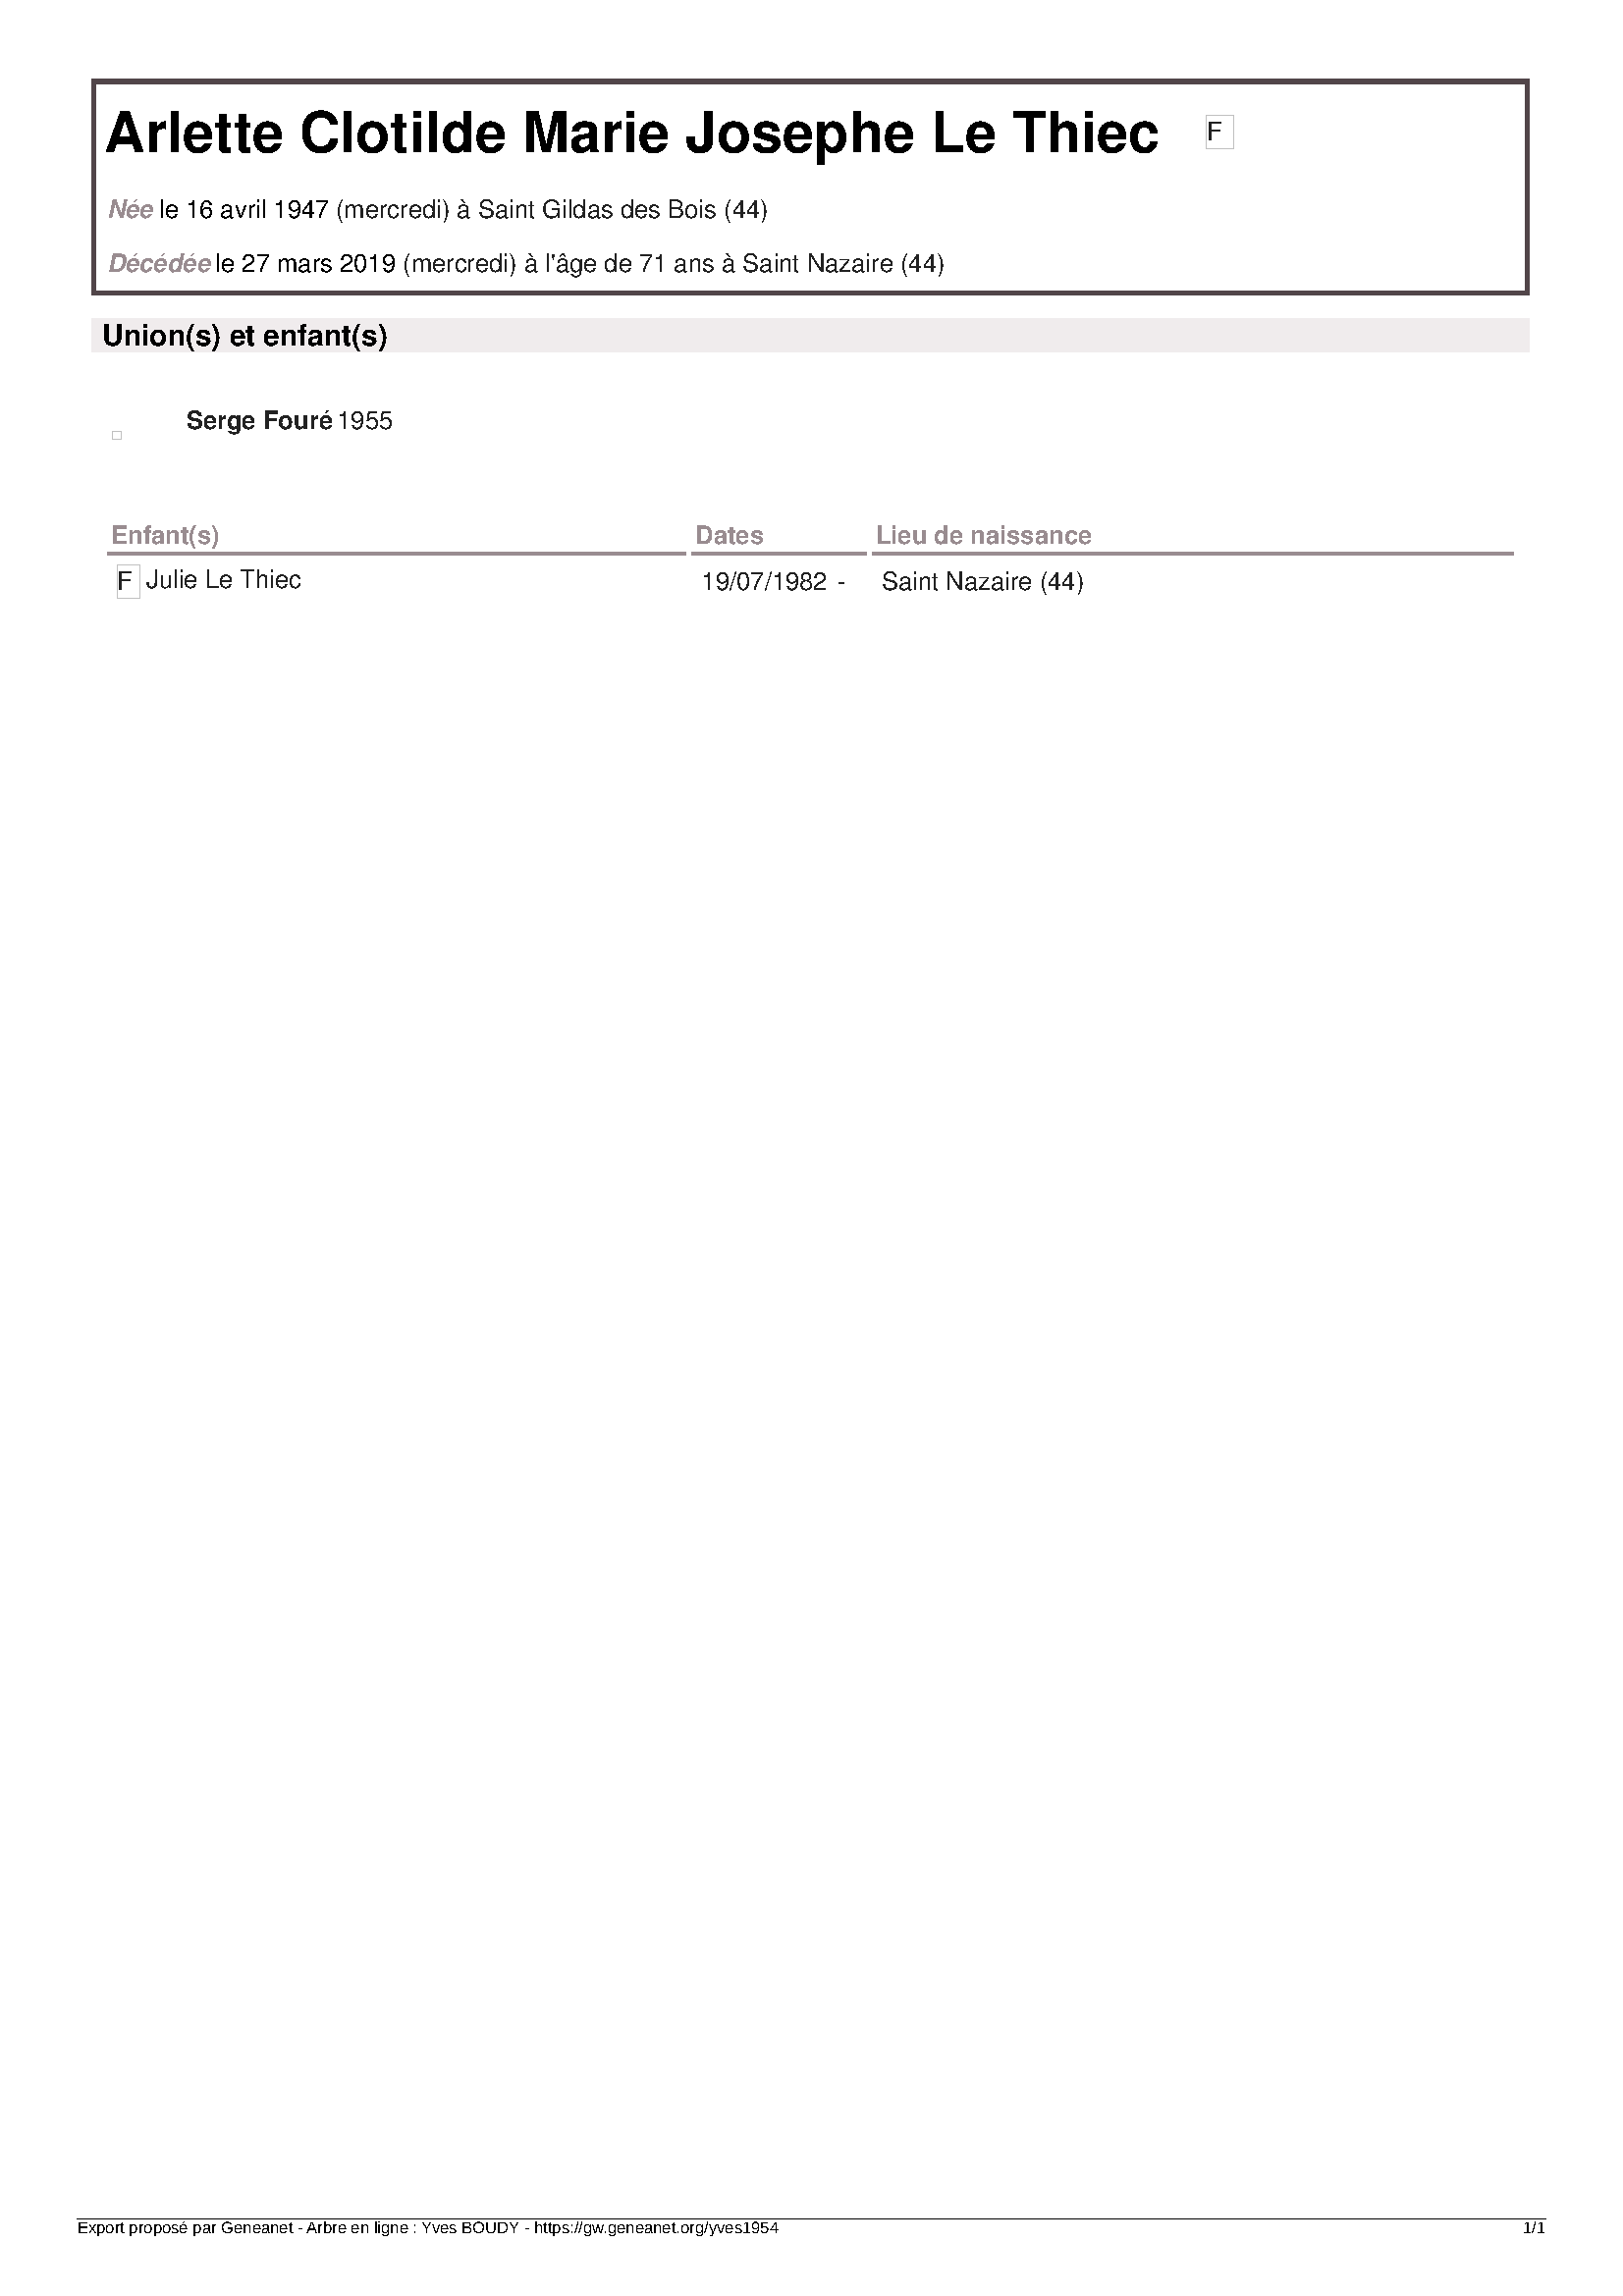 Arlette Clotilde Marie Josephe Le Thiec F
Née le 16 avril 1947 (mercredi) à Saint Gildas des Bois (44)
Décédée le 27 mars 2019 (mercredi) à l'âge de 71 ans à Saint Nazaire (44)
Union(s) et enfant(s)
Serge Fouré 1955
Enfant(s) Dates Lieu de naissance
F Julie Le Thiec 19/07/1982 - Saint Nazaire (44)
Export proposé par Geneanet - Arbre en ligne : Yves BOUDY - https://gw.geneanet.org/yves1954 1/1